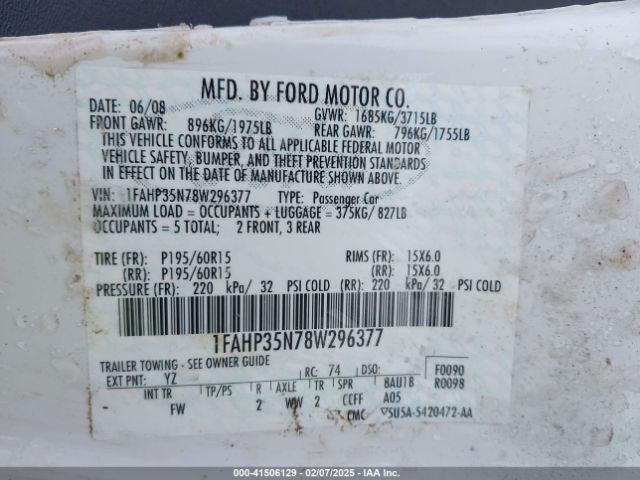 MFD. BY FORD MOTOR CO.
DATE: 06/08 GVWR: 1685KG/3715LB
FRONT GAWR: 896KG/1975LB REAR GAWR: 796KG/1755LB
THIS VEHICLE CONFORMS TO ALL APPLICABLE FEDERAL MOTOR
VEHICLE SAFETY, BUMPER, AND THEFT PREVENTION STANDARDS
IN EFFECT ON THE DATE OF MANUFACTURE SHOWN ABOVE.
VIN: 1FAHP35N78W296377 TYPE: Passenger Car
MAXIMUM LOAD = OCCUPANTS + LUGGAGE = 375KG/ 827LB
OCCUPANTS = 5 TOTAL; 2 FRONT, 3 REAR
TIRE (FR): P195/60R15 RIMS (FR): 15X6.0
(RR): P195/60R15 (RR): 15X6.0
PRESSURE (FR): 220 kPa/ 32 PSI COLD (RR): 220 kPa/ 32 PSI COLD
1FAHP35N78W296377
TRAILER TOWING - SEE OWNER GUIDE
EXT PNT: YZ RC: 74 DSO: F0090
INT TR TP/PS R AXLE TR SPR 8AU1B R0098
FW 2 WW 2 CCFF A05
CMC 5U5A-5420472-AA
000-41506129 - 02/07/2025 - IAAI.COM